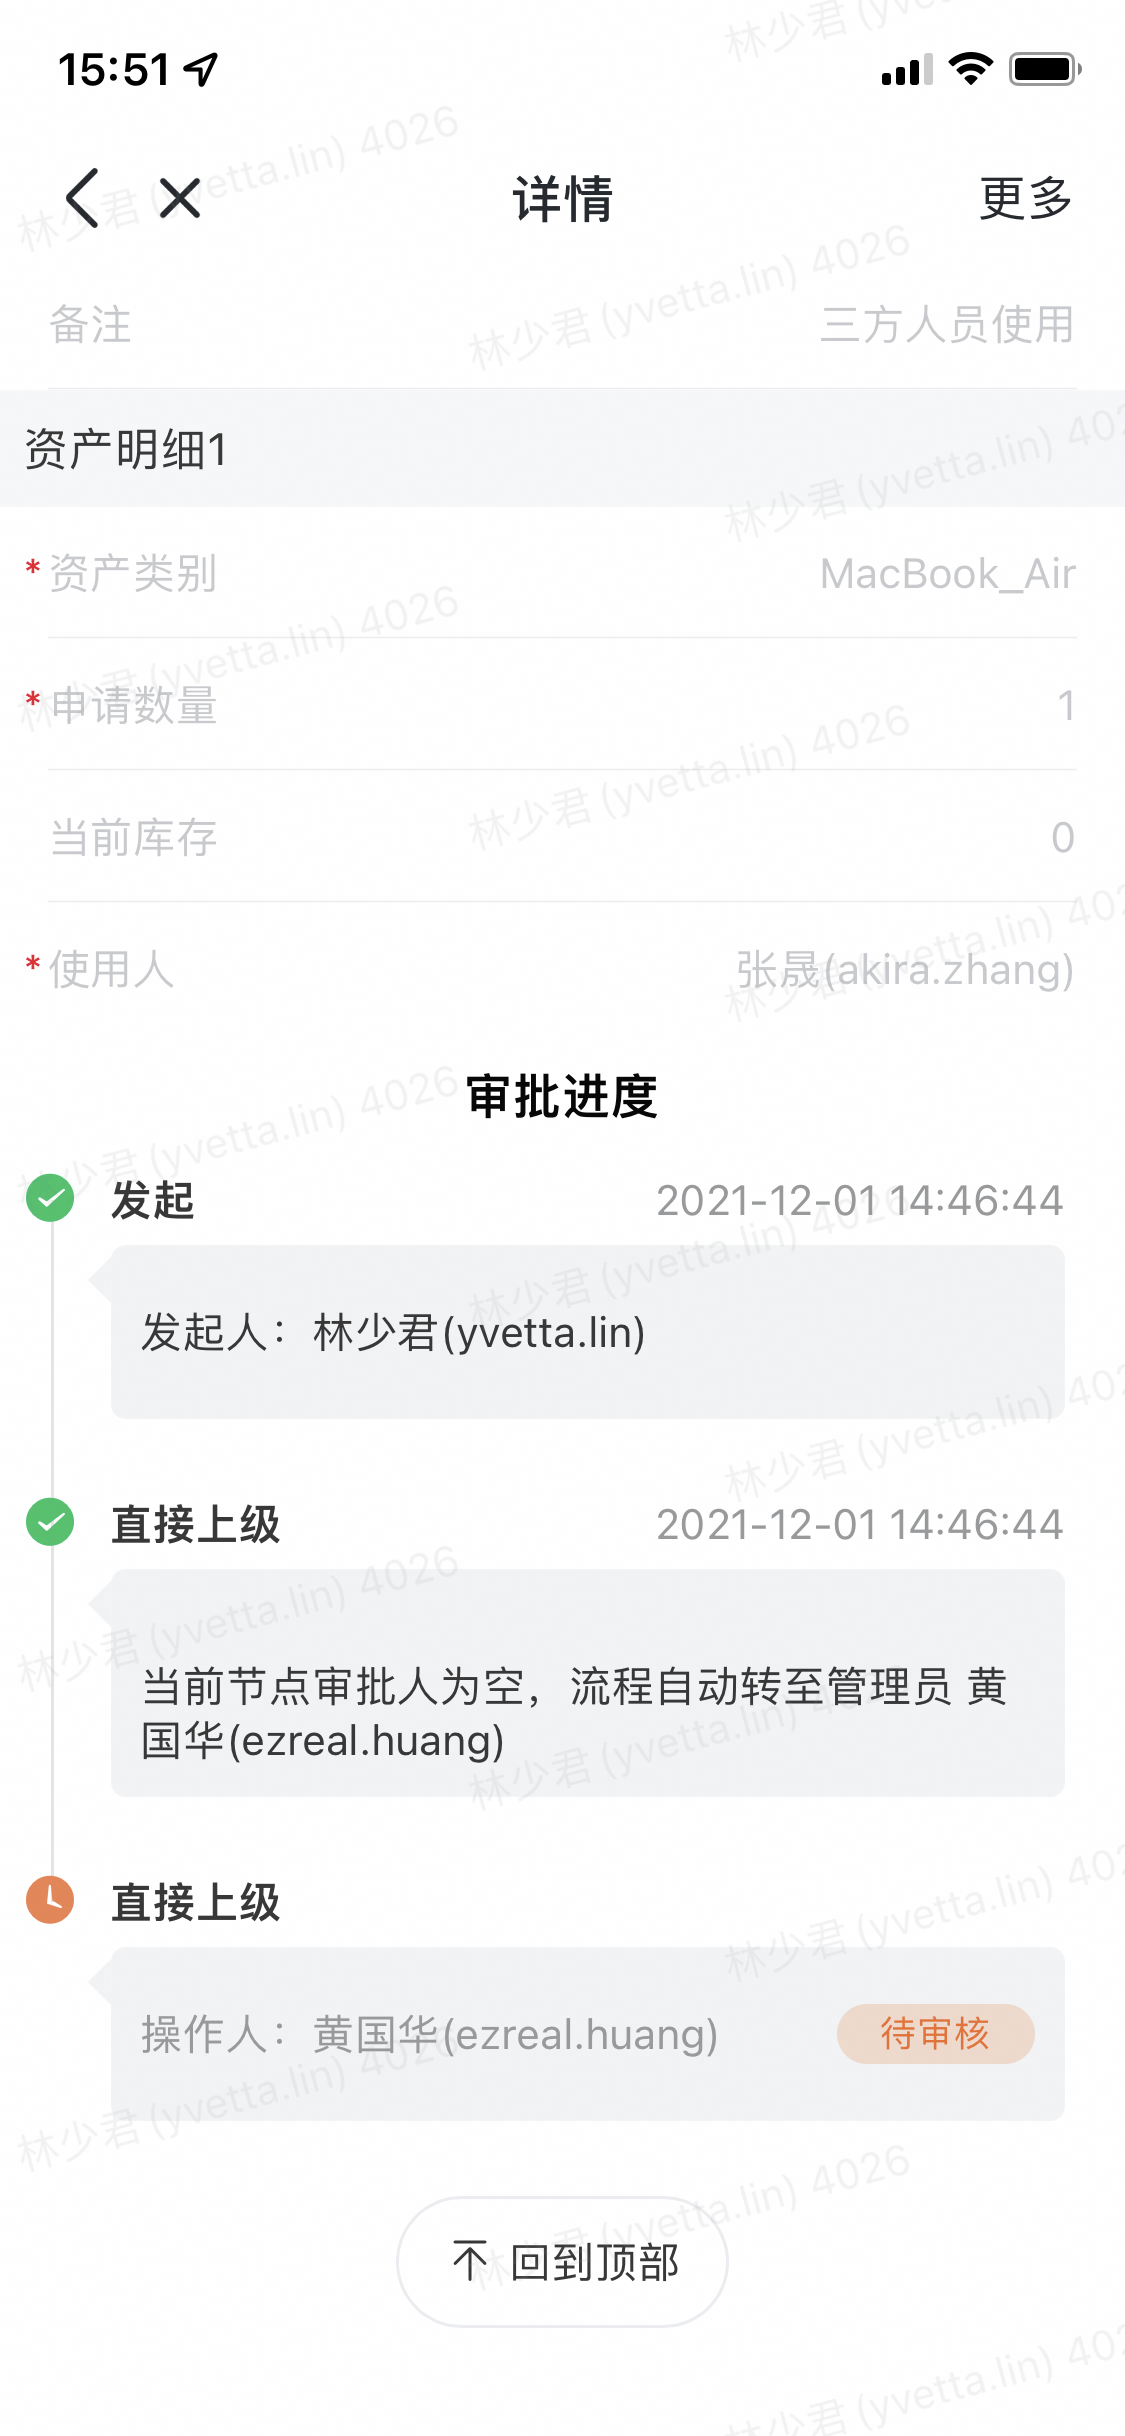 15:51
详情
更多
备注
三方人员使用
资产明细1
* 资产类别
MacBook_Air
* 申请数量
1
当前库存
0
* 使用人
张晟(akira.zhang)
审批进度
发起
2021-12-01 14:46:44
发起人：林少君(yvetta.lin)
直接上级
2021-12-01 14:46:44
当前节点审批人为空，流程自动转至管理员 黄
国华(ezreal.huang)
直接上级
操作人：黄国华(ezreal.huang)
待审核
回到顶部
林少君 (yvetta.lin) 4026